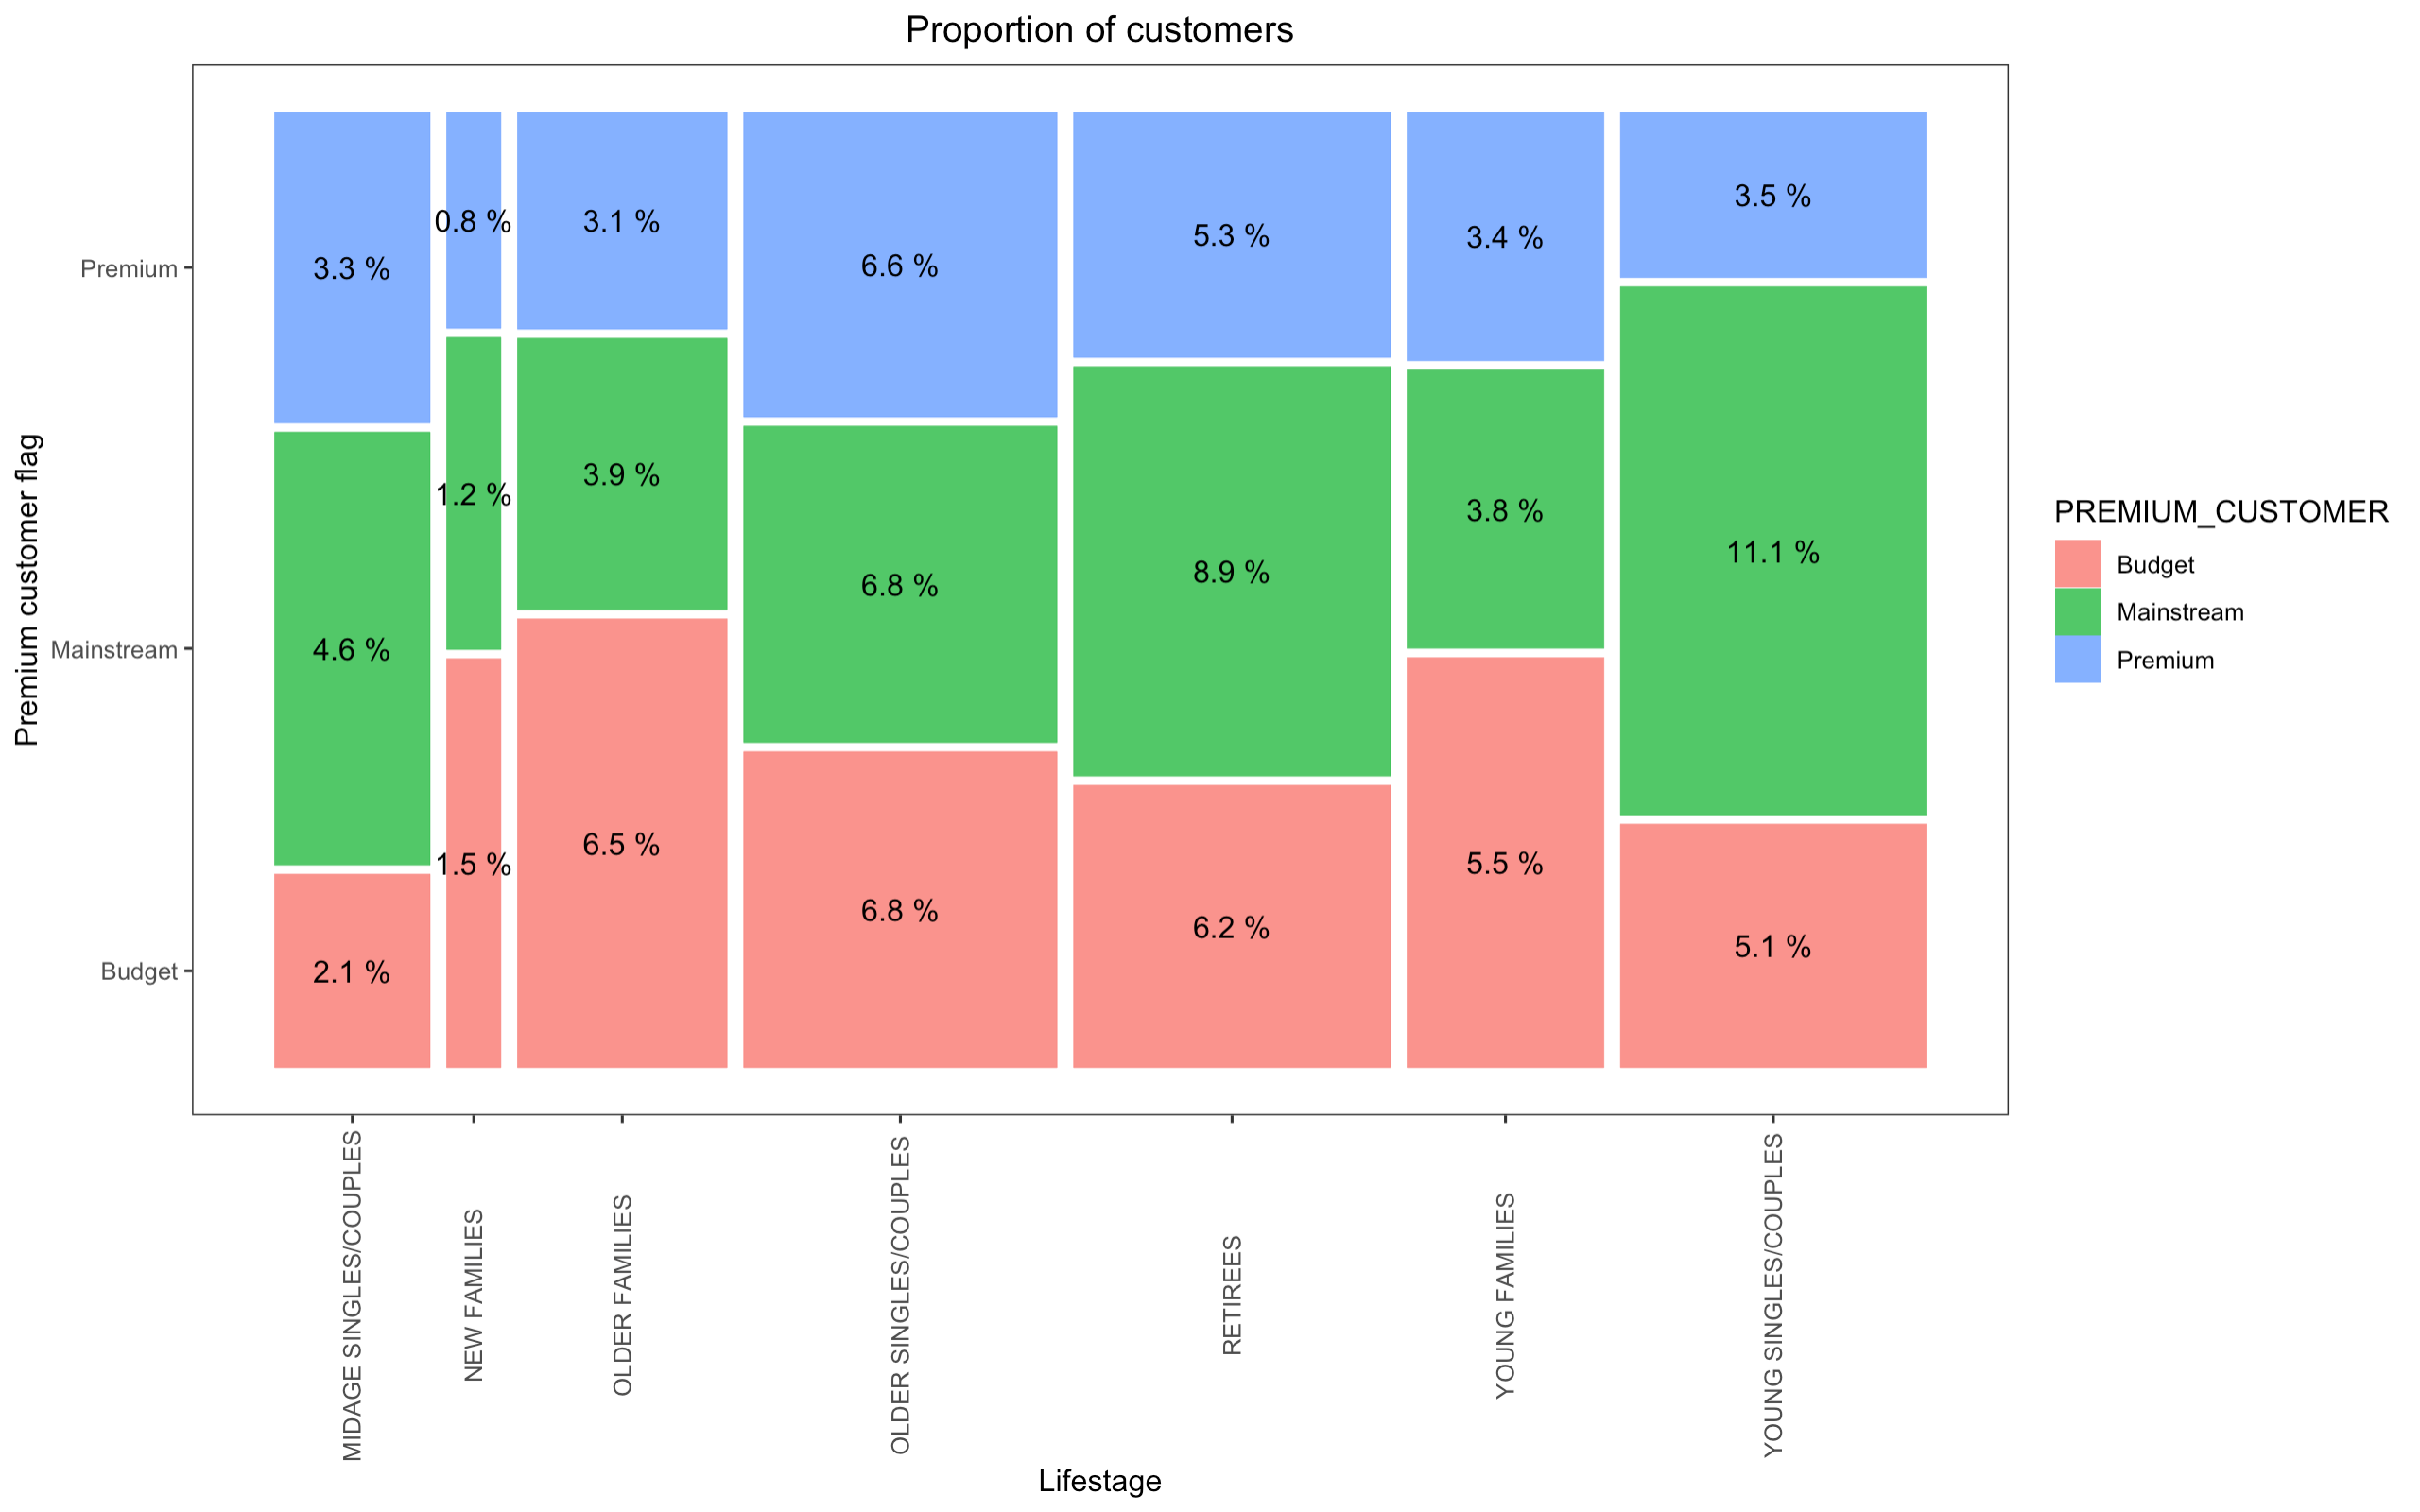 Proportion of customers
Premium customer flag
Premium
Mainstream
Budget
3.3 %
4.6 %
2.1 %
0.8 %
1.2 %
1.5 %
3.1 %
3.9 %
6.5 %
6.6 %
6.8 %
6.8 %
5.3 %
8.9 %
6.2 %
3.4 %
3.8 %
5.5 %
3.5 %
11.1 %
5.1 %
MIDAGE SINGLES/COUPLES
NEW FAMILIES
OLDER FAMILIES
OLDER SINGLES/COUPLES
RETIREES
YOUNG FAMILIES
YOUNG SINGLES/COUPLES
Lifestage
PREMIUM_CUSTOMER
Budget
Mainstream
Premium